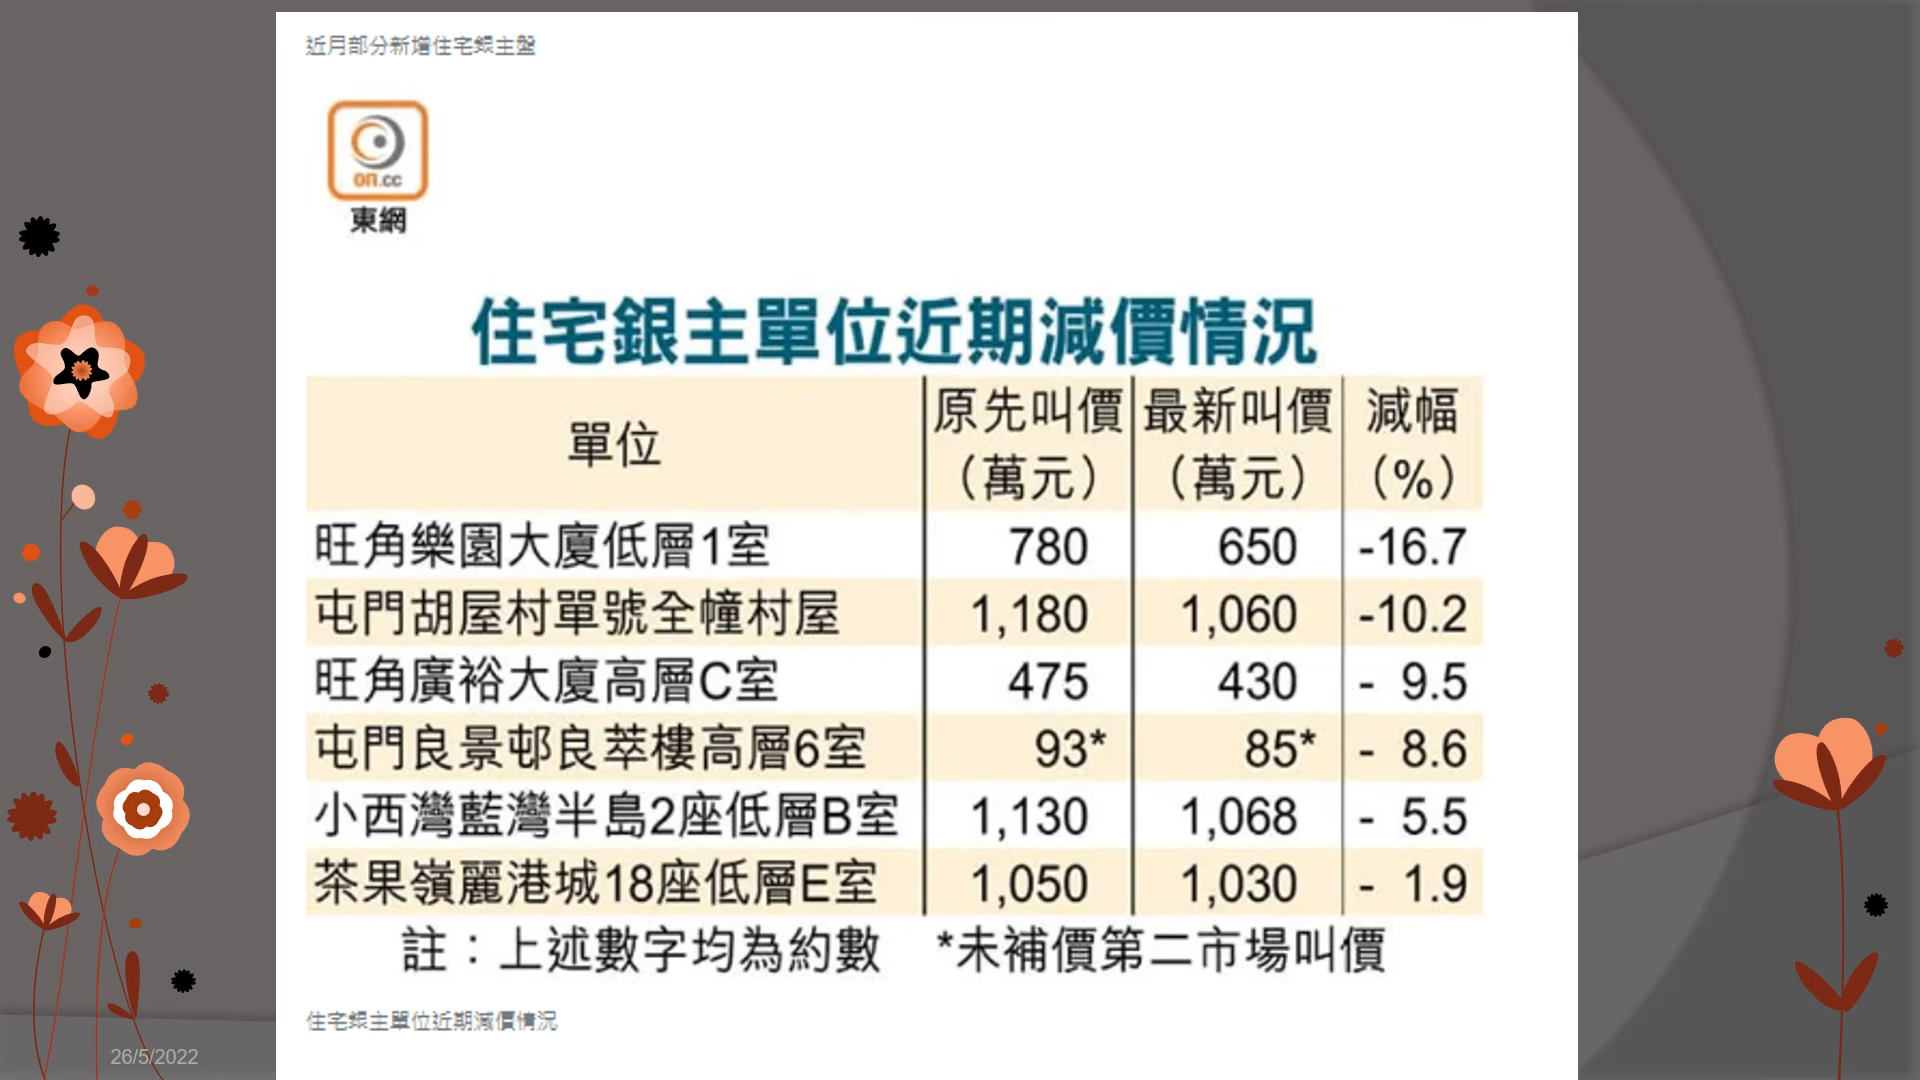 近月部分新增住宅銀主盤
on.cc
東網
住宅銀主單位近期減價情況
單位 原先叫價（萬元） 最新叫價（萬元） 減幅（%）
旺角樂園大廈低層1室 780 650 -16.7
屯門胡屋村單號全幢村屋 1,180 1,060 -10.2
旺角廣裕大廈高層C室 475 430 - 9.5
屯門良景邨良萃樓高層6室 93* 85* - 8.6
小西灣藍灣半島2座低層B室 1,130 1,068 - 5.5
茶果嶺麗港城18座低層E室 1,050 1,030 - 1.9
註：上述數字均為約數 *未補價第二市場叫價
住宅銀主單位近期減價情況
26/5/2022